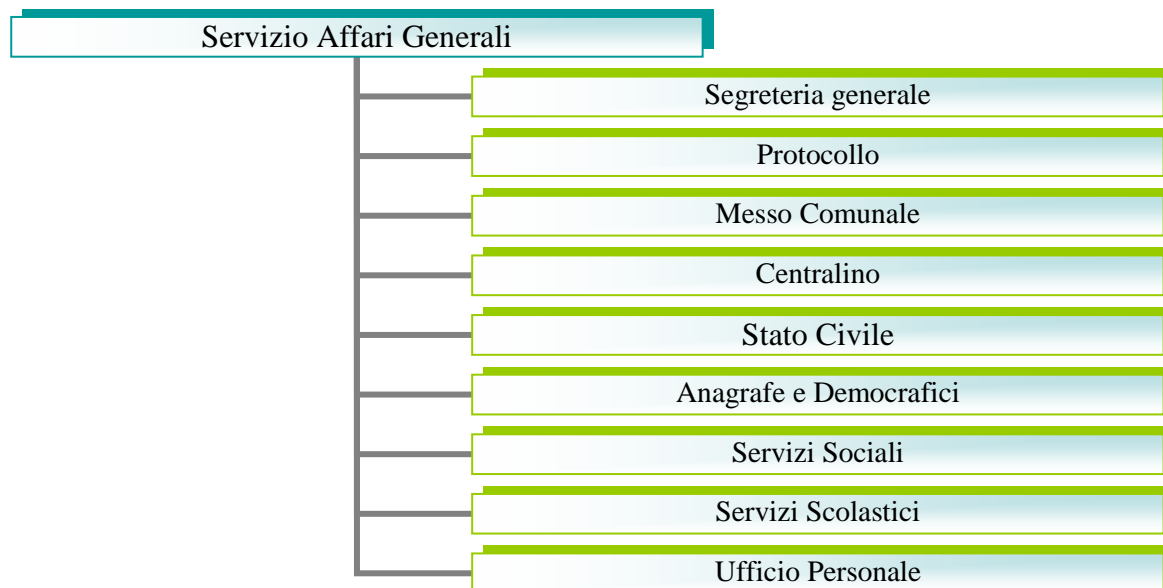 Servizio Affari Generali
Segreteria generale
Protocollo
Messo Comunale
Centralino
Stato Civile
Anagrafe e Democrafici
Servizi Sociali
Servizi Scolastici
Ufficio Personale